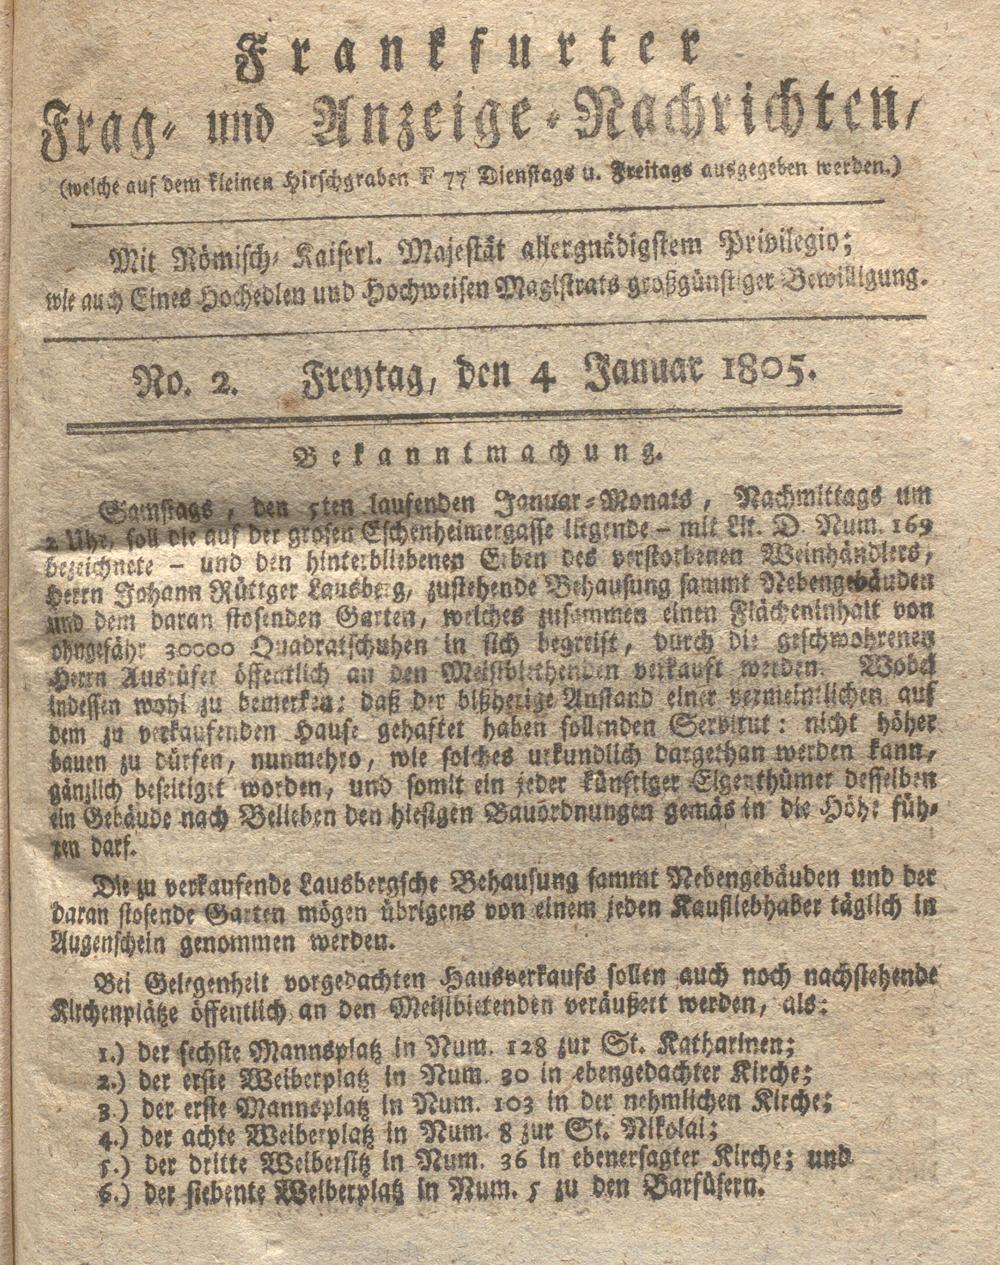 Frankfurter
Frag- und Anzeige-Nachrichten,
(welche auf dem kleinen Hirschgraben F 77 Dienstags u. Freitags ausgegeben werden.)
Mit Römisch-Kaiserl. Majestät allergnädigstem Privilegio;
wie auch Eines Hochedlen und Hochweisen Magistrats großgünstiger Bewilligung.
No. 2. Freytag, den 4 Januar 1805.
Bekanntmachung.
Samstags, den 5ten laufenden Januar-Monats, Nachmittags um
2 Uhr, soll die auf der grosen Eschenheimergasse liegende - mit Lit. D. Num. 169
bezeichnete - und den hinterbliebenen Erben des verstorbenen Weinhändlers,
Herrn Johann Rüttger Lausberg, zustehende Behausung sammt Nebengebäuden
und dem daran stosenden Garten, welches zusammen einen Flächeninhalt von
ohngefähr 30000 Quadratschuhen in sich begreift, durch die geschwohrenen
Herrn Ausrüfer öffentlich an den Meistbiethenden verkauft werden. Wobei
indessen wohl zu bemerken: daß der bißherige Anstand einer vermeintlichen auf
dem zu verkaufenden Hause gehaftet haben sollenden Servitut: nicht höher
bauen zu dürfen, nunmehro, wie solches urkundlich dargethan werden kann,
gänzlich beseitiget worden, und somit ein jeder künftiger Eigenthümer desselben
ein Gebäude nach Belieben den hiesigen Bauordnungen gemäs in die Höhe füh-
ren darf.
Die zu verkaufende Lausbergsche Behausung sammt Nebengebäuden und der
daran stosende Garten mögen übrigens von einem jeden Kaufliebhaber täglich in
Augenschein genommen werden.
Bei Gelegenheit vorgedachten Hausverkaufs sollen auch noch nachstehende
Kirchenplätze öffentlich an den Meistbietenden veräußert werden, als:
1.) der sechste Mannsplatz in Num. 128 zur St. Katharinen;
2.) der erste Weiberplatz in Num. 30 in ebengedachter Kirche;
3.) der erste Mannsplatz in Num. 103 in der nehmlichen Kirche;
4.) der achte Weiberplatz in Num. 8 zur St. Nikolai;
5.) der dritte Weibersitz in Num. 36 in ebenersagter Kirche; und
6.) der siebente Weiberplatz in Num. 5 zu den Barfüsern.